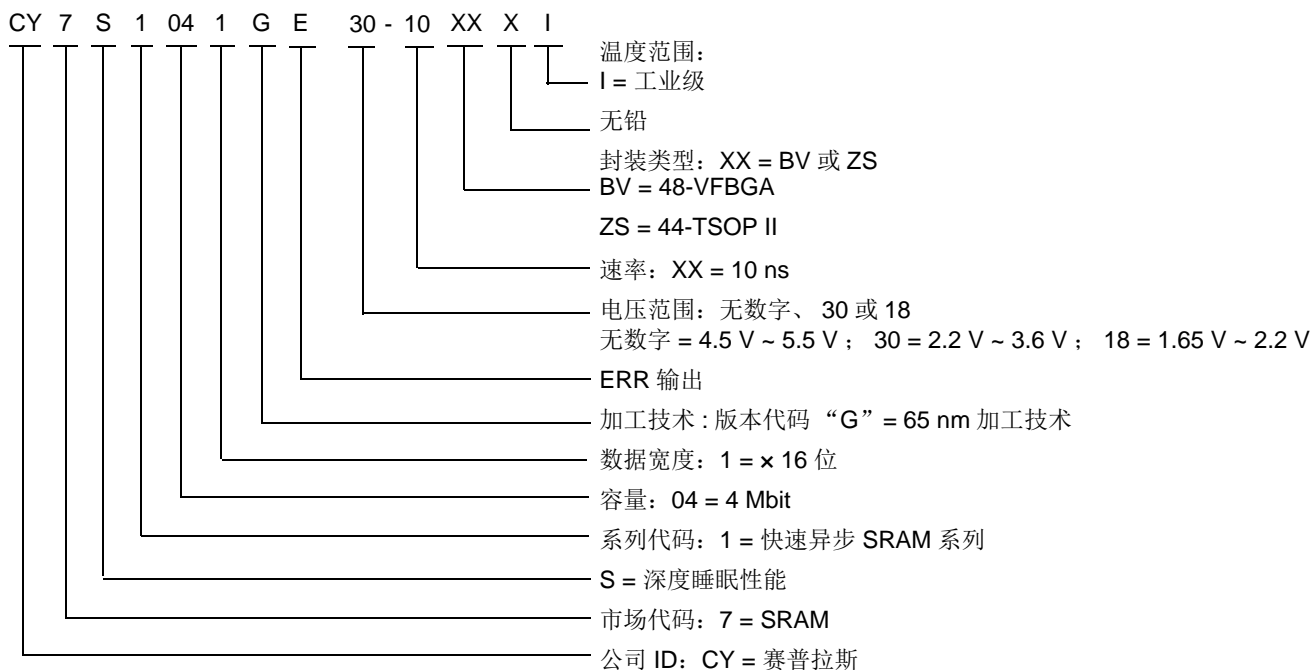 CY 7 S 1 04 1 G E 30 - 10 XX X I
温度范围：
I = 工业级
无铅
封装类型：XX = BV 或 ZS
BV = 48-VFBGA
ZS = 44-TSOP II
速率：XX = 10 ns
电压范围：无数字、 30 或 18
无数字 = 4.5 V ~ 5.5 V ； 30 = 2.2 V ~ 3.6 V ； 18 = 1.65 V ~ 2.2 V
ERR 输出
加工技术 : 版本代码 “G” = 65 nm 加工技术
数据宽度：1 = × 16 位
容量：04 = 4 Mbit
系列代码：1 = 快速异步 SRAM 系列
S = 深度睡眠性能
市场代码：7 = SRAM
公司 ID：CY = 赛普拉斯